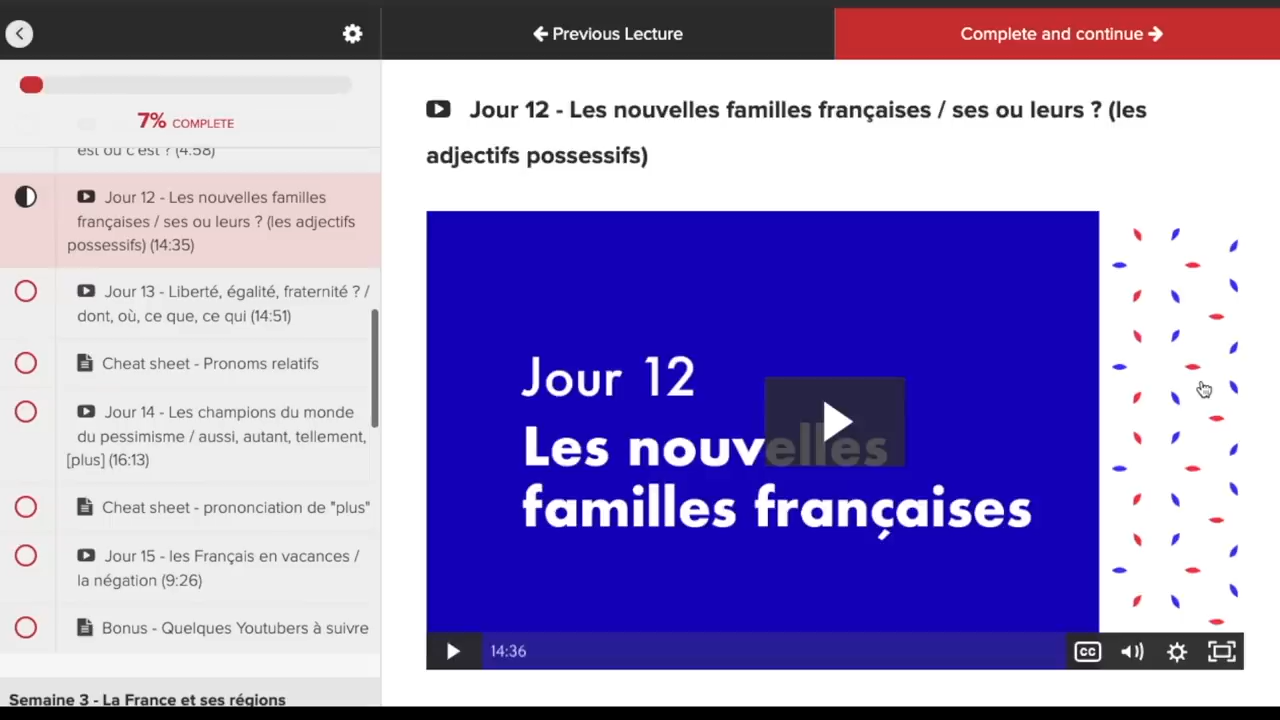 Previous Lecture
Complete and continue
7% COMPLETE
est ou c'est ? (4:58)
Jour 12 - Les nouvelles familles
françaises / ses ou leurs ? (les adjectifs
possessifs) (14:35)
Jour 13 - Liberté, égalité, fraternité ? /
dont, où, ce que, ce qui (14:51)
Cheat sheet - Pronoms relatifs
Jour 14 - Les champions du monde
du pessimisme / aussi, autant, tellement,
[plus] (16:13)
Cheat sheet - prononciation de "plus"
Jour 15 - les Français en vacances /
la négation (9:26)
Bonus - Quelques Youtubers à suivre
Semaine 3 - La France et ses régions
Jour 12 - Les nouvelles familles françaises / ses ou leurs ? (les
adjectifs possessifs)
Jour 12
Les nouvelles
familles françaises
14:36
CC